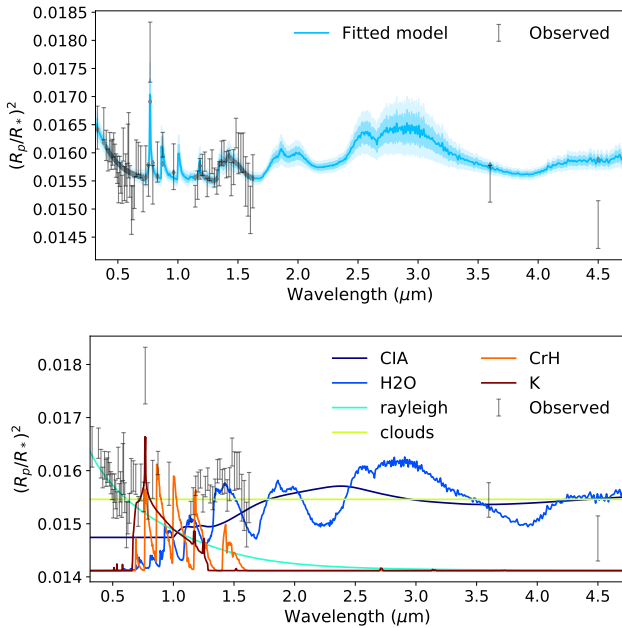 0.0185
0.0180
0.0175
0.0170
0.0165
0.0160
0.0155
0.0150
0.0145
(R_p/R_*)^2
Fitted model
Observed
0.5 1.0 1.5 2.0 2.5 3.0 3.5 4.0 4.5
Wavelength (μm)
0.018
0.017
0.016
0.015
0.014
(R_p/R_*)^2
CIA
H2O
rayleigh
clouds
CrH
K
Observed
0.5 1.0 1.5 2.0 2.5 3.0 3.5 4.0 4.5
Wavelength (μm)